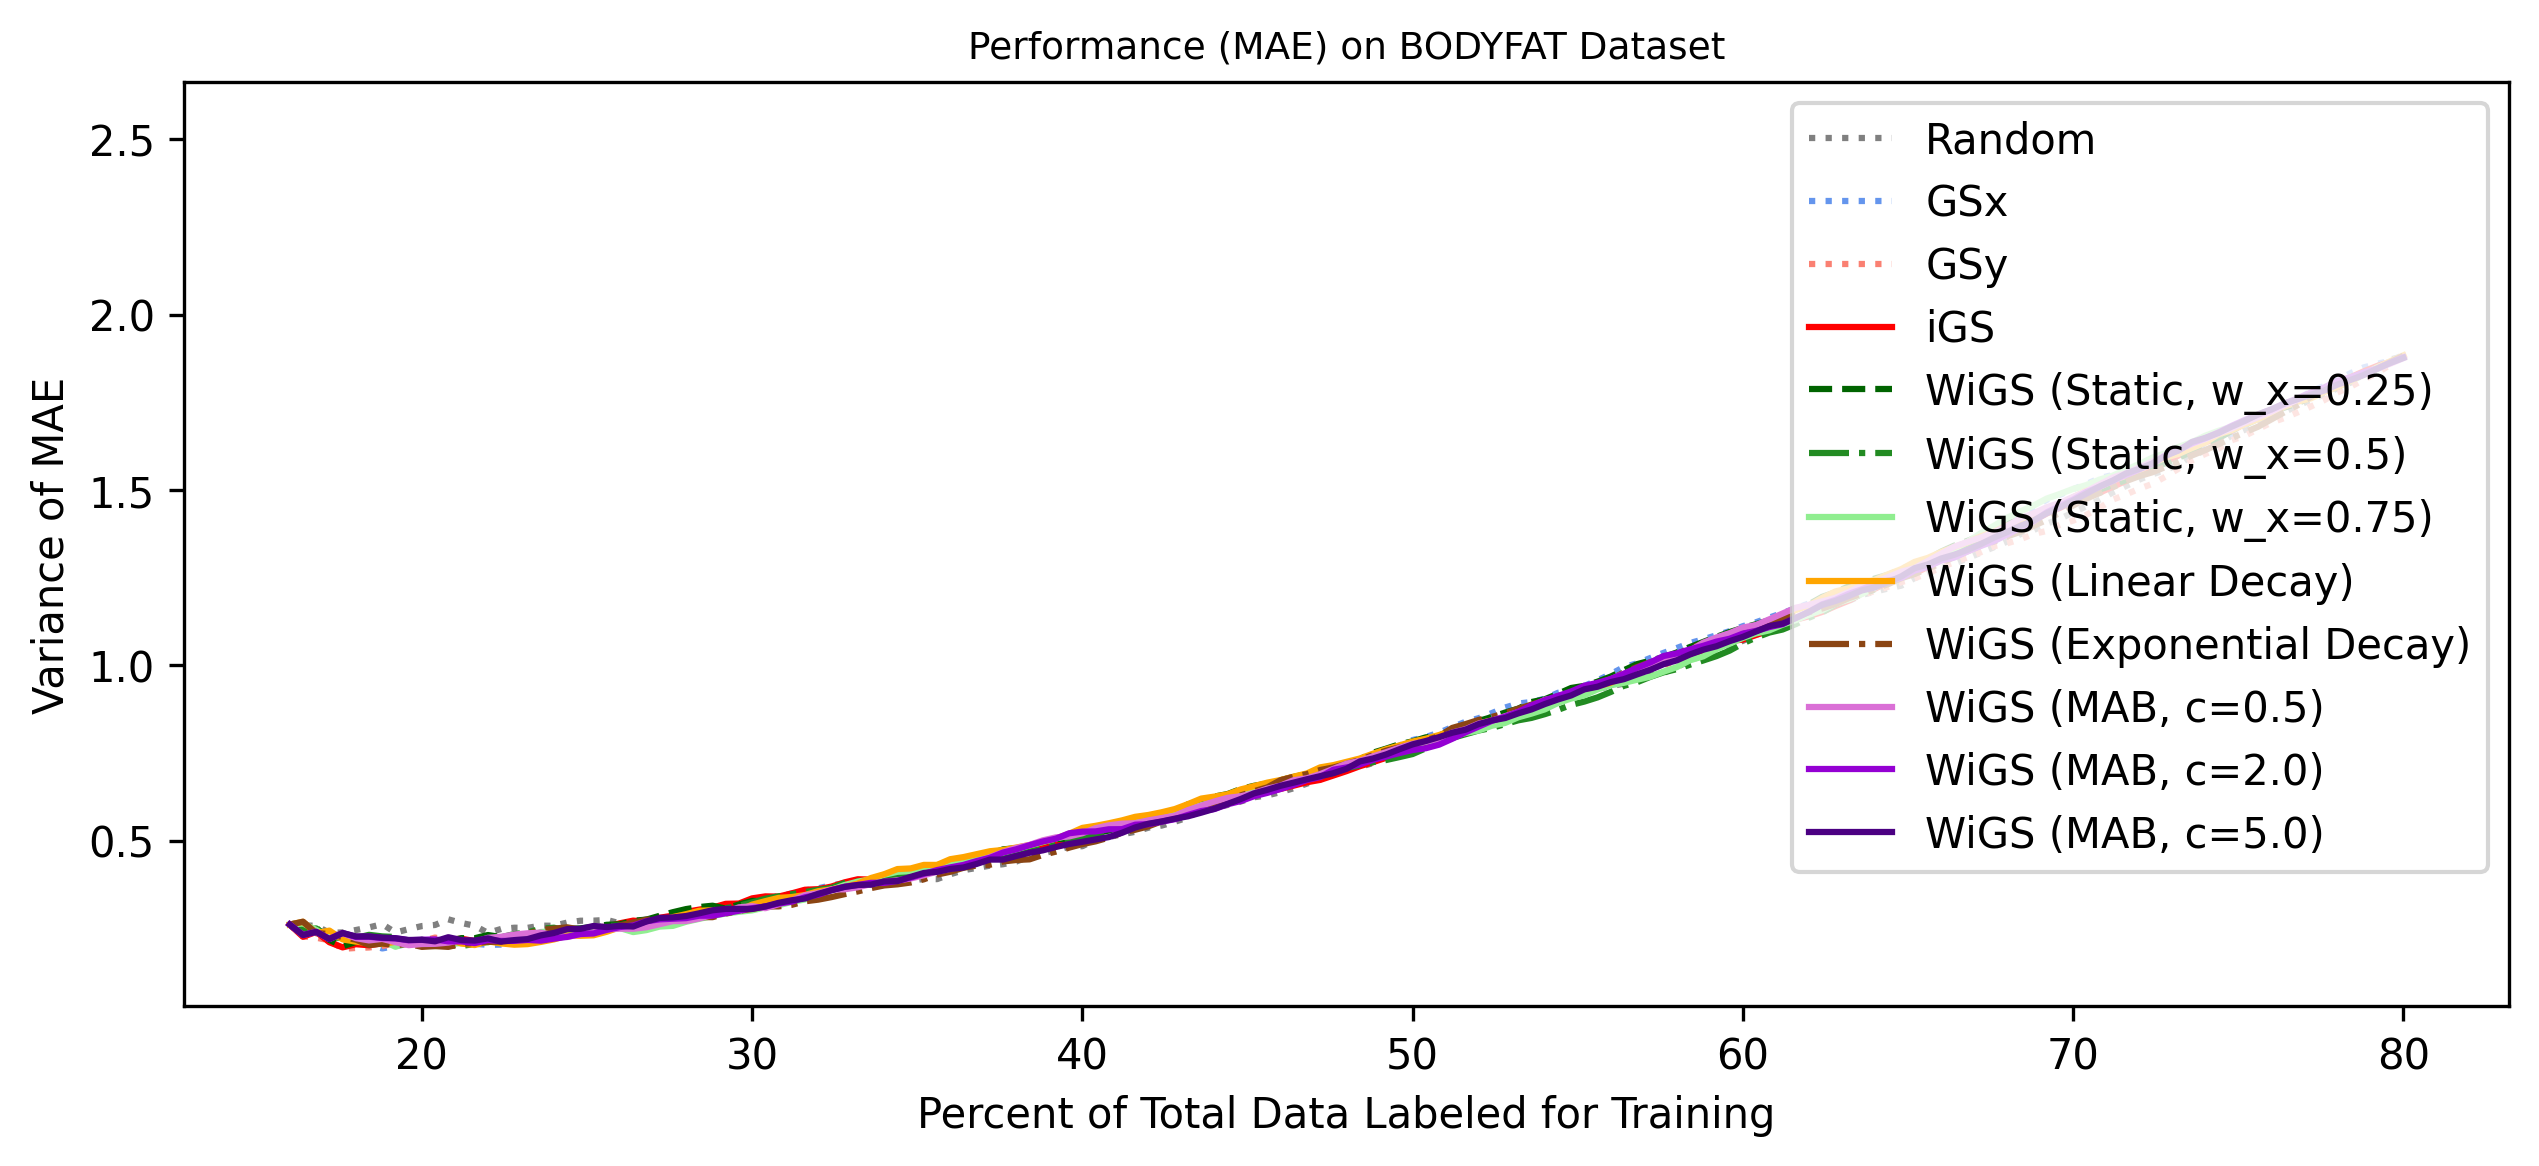 Performance (MAE) on BODYFAT Dataset
Variance of MAE
2.5
2.0
1.5
1.0
0.5
Random
GSx
GSy
iGS
WiGS (Static, w_x=0.25)
WiGS (Static, w_x=0.5)
WiGS (Static, w_x=0.75)
WiGS (Linear Decay)
WiGS (Exponential Decay)
WiGS (MAB, c=0.5)
WiGS (MAB, c=2.0)
WiGS (MAB, c=5.0)
20 30 40 50 60 70 80
Percent of Total Data Labeled for Training